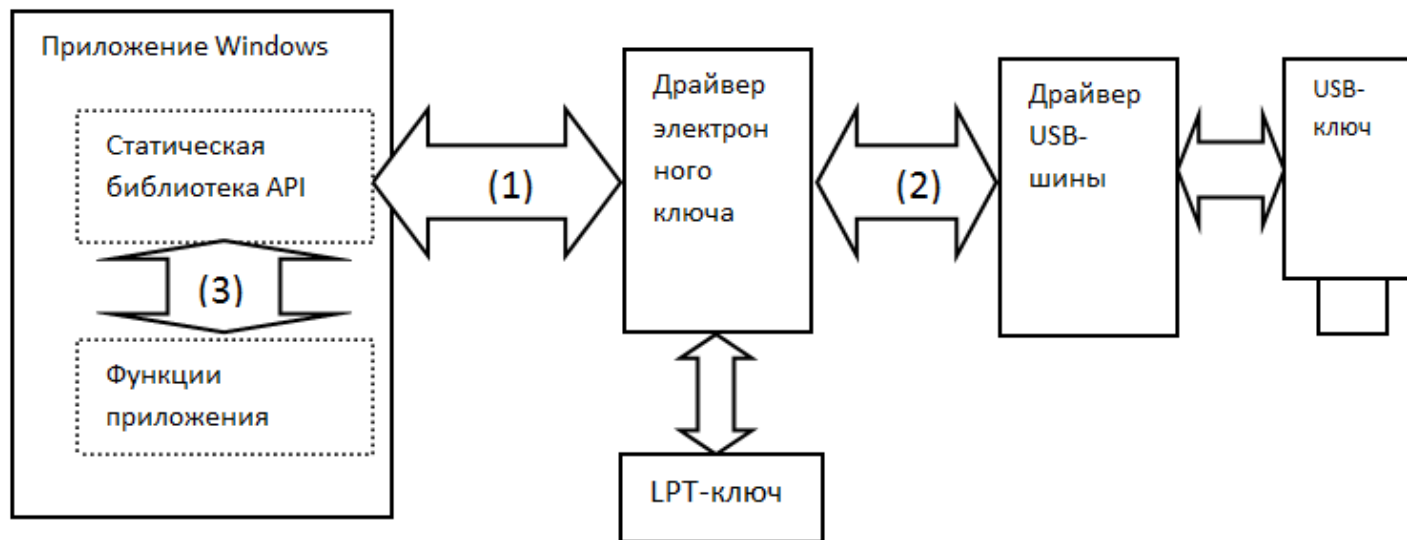 Приложение Windows
Статическая
библиотека API
(3)
Функции
приложения
(1)
Драйвер
электрон
ного
ключа
LPT-ключ
(2)
Драйвер
USB-
шины
USB-
ключ